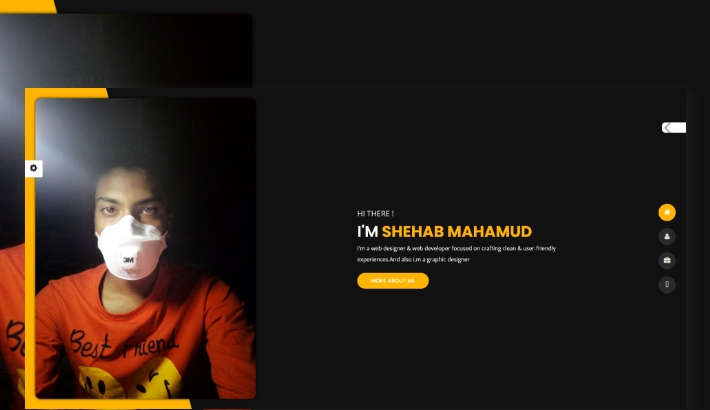 HI THERE !
I'M SHEHAB MAHAMUD
I'm a web designer & web developer focused on crafting clean & user-friendly
experiences.And also i,m a graphic designer
MORE ABOUT ME
3M
Best Friend
Be